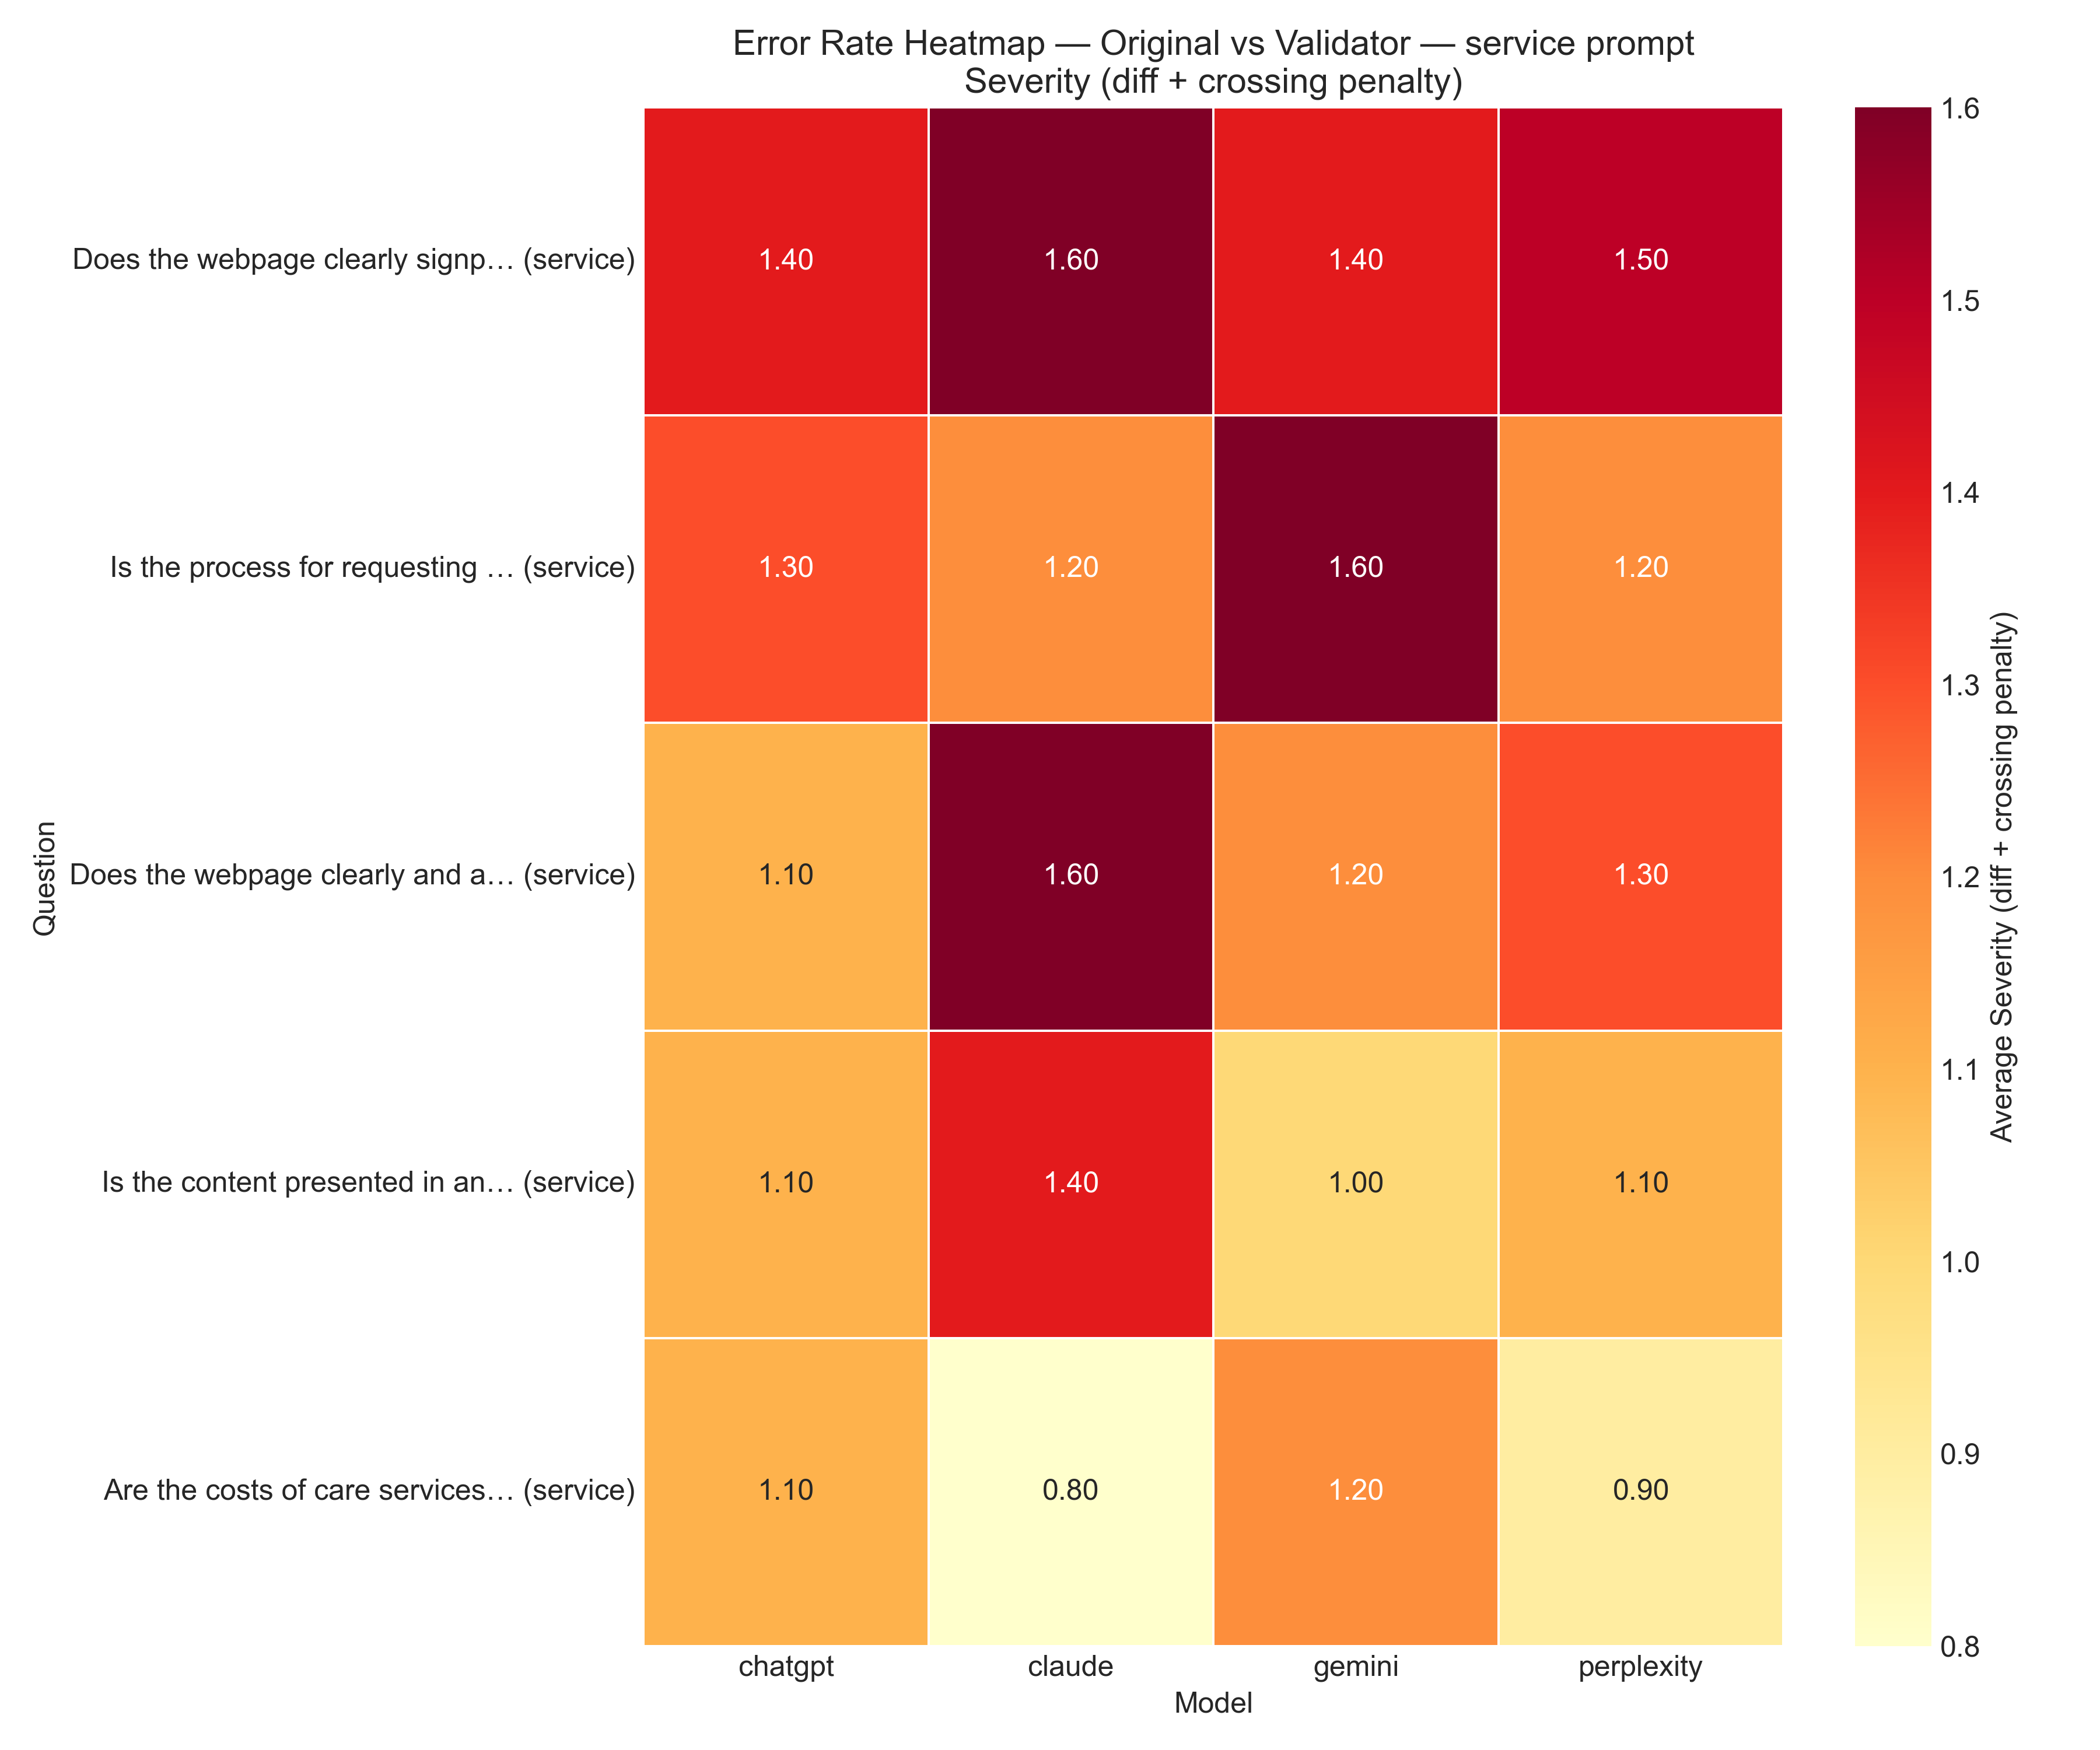 Error Rate Heatmap — Original vs Validator — service prompt
Severity (diff + crossing penalty)
Question
Does the webpage clearly signp… (service)
1.40 1.60 1.40 1.50
Is the process for requesting … (service)
1.30 1.20 1.60 1.20
Does the webpage clearly and a… (service)
1.10 1.60 1.20 1.30
Is the content presented in an… (service)
1.10 1.40 1.00 1.10
Are the costs of care services… (service)
1.10 0.80 1.20 0.90
chatgpt claude gemini perplexity
Model
1.6
1.5
1.4
1.3
1.2
1.1
1.0
0.9
0.8
Average Severity (diff + crossing penalty)